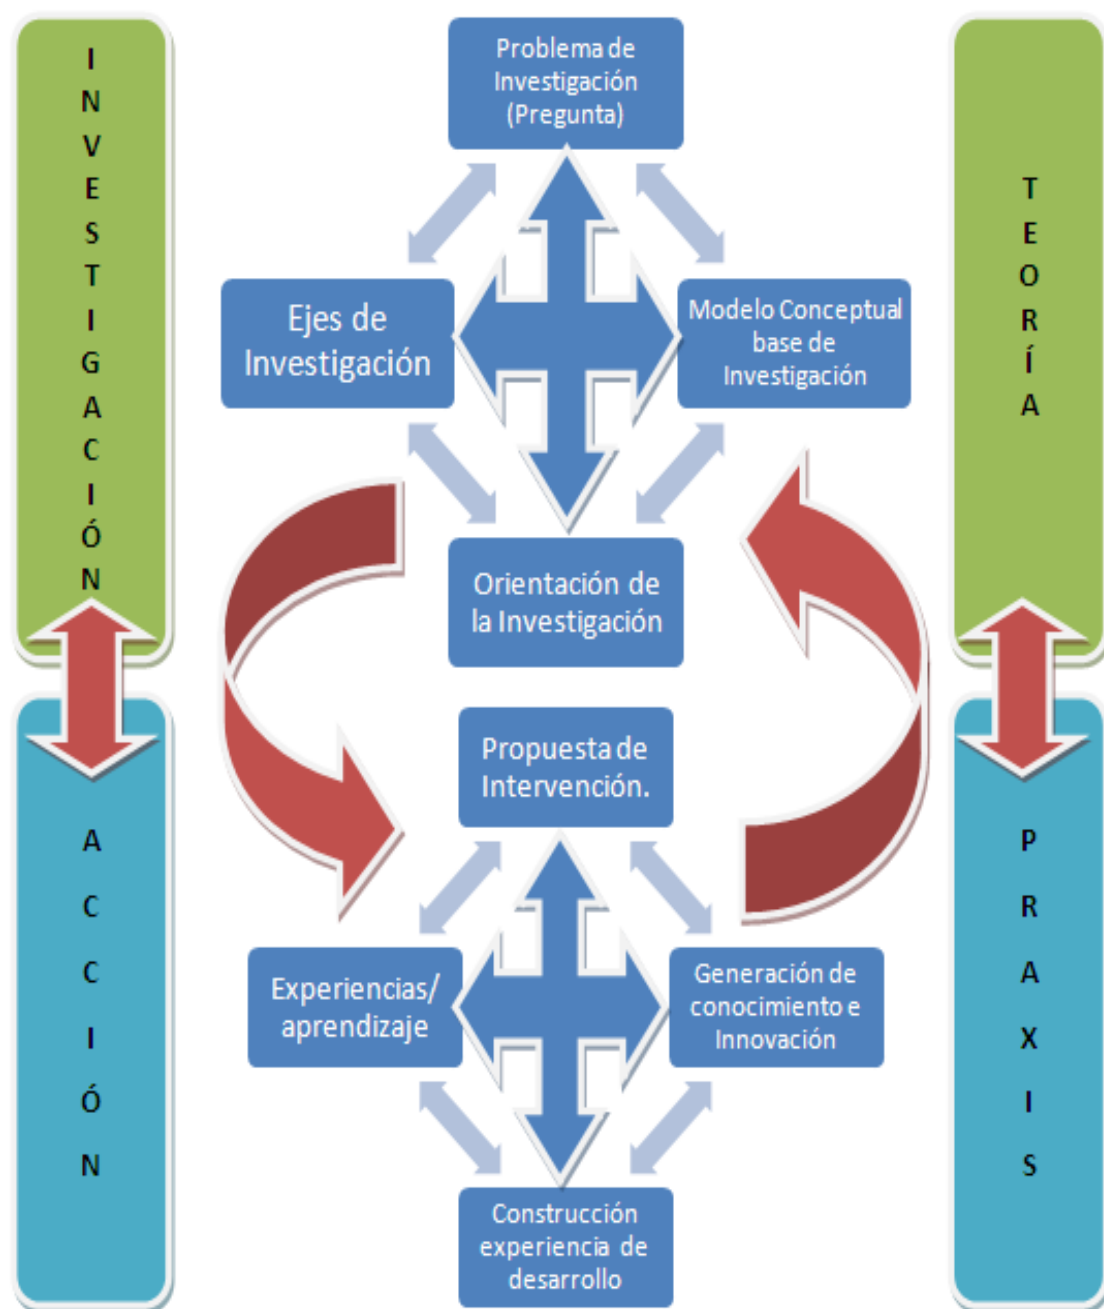 INVESTIGACIÓN
Problema de
Investigación
(Pregunta)
TEORÍA
Ejes de
Investigación
Modelo Conceptual
base de
Investigación
Orientación de
la Investigación
ACCIÓN
Propuesta de
Intervención.
PRAXIS
Experiencias/
aprendizaje
Generación de
conocimiento e
Innovación
Construcción
experiencia de
desarrollo